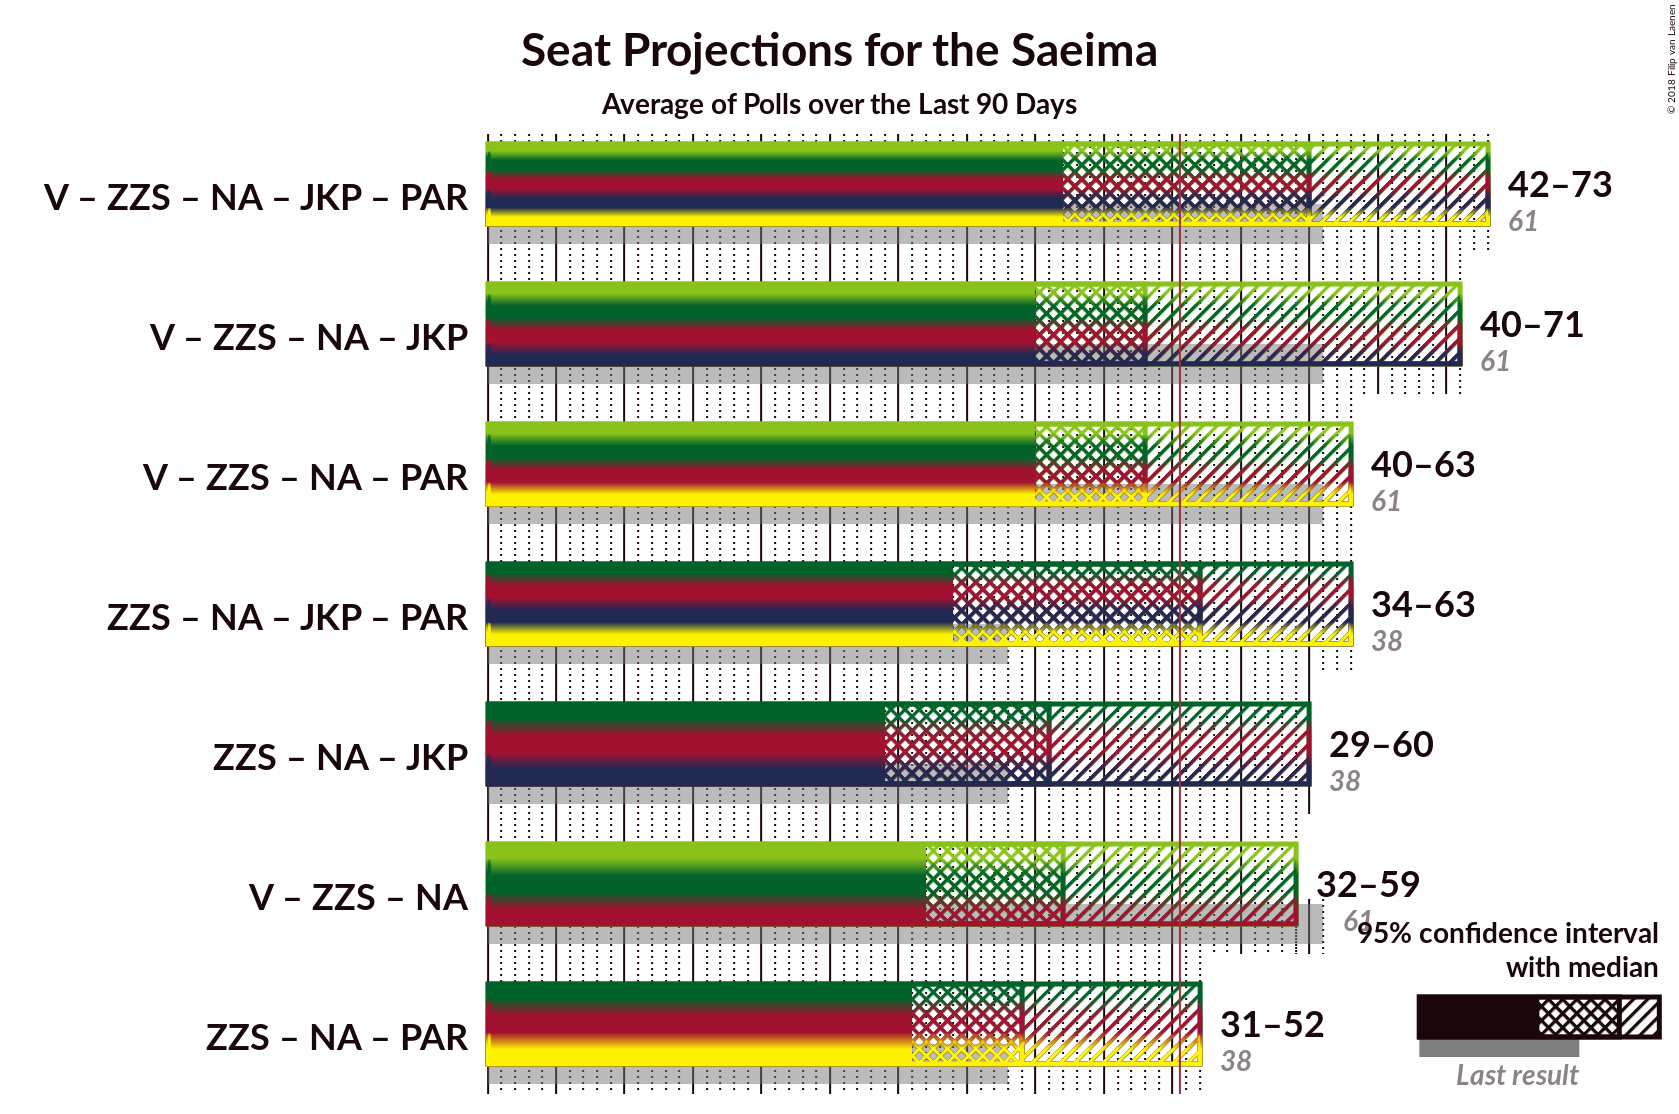 Seat Projections for the Saeima
Average of Polls over the Last 90 Days
© 2018 Filip van Laenen
V – ZZS – NA – JKP – PAR
42–73
61
V – ZZS – NA – JKP
40–71
61
V – ZZS – NA – PAR
40–63
61
ZZS – NA – JKP – PAR
34–63
38
ZZS – NA – JKP
29–60
38
V – ZZS – NA
32–59
61
ZZS – NA – PAR
31–52
38
95% confidence interval
with median
Last result